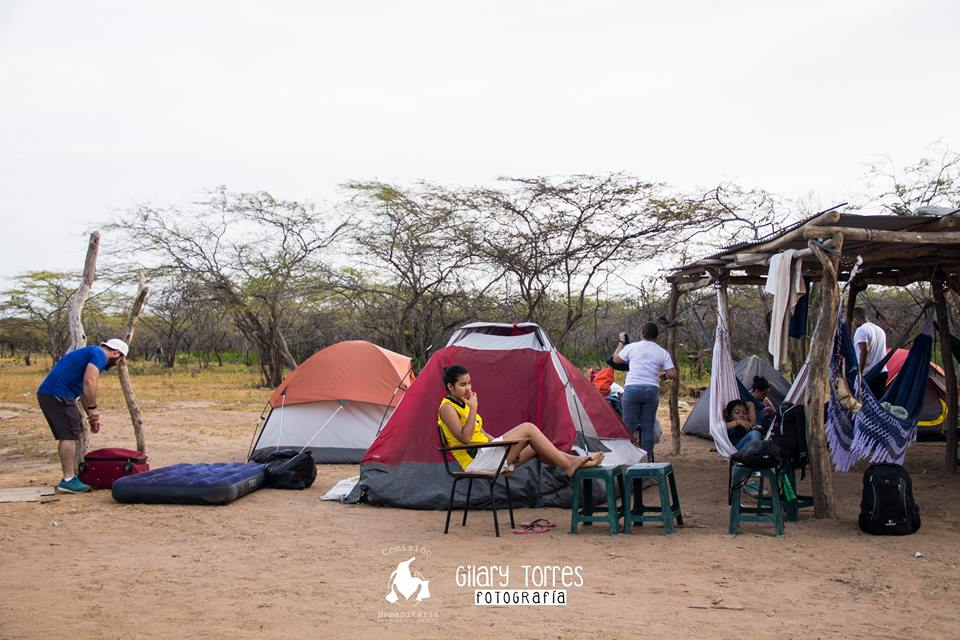 Comisión
Humanitaria
Gilary Torres
FOTOGRAFÍA